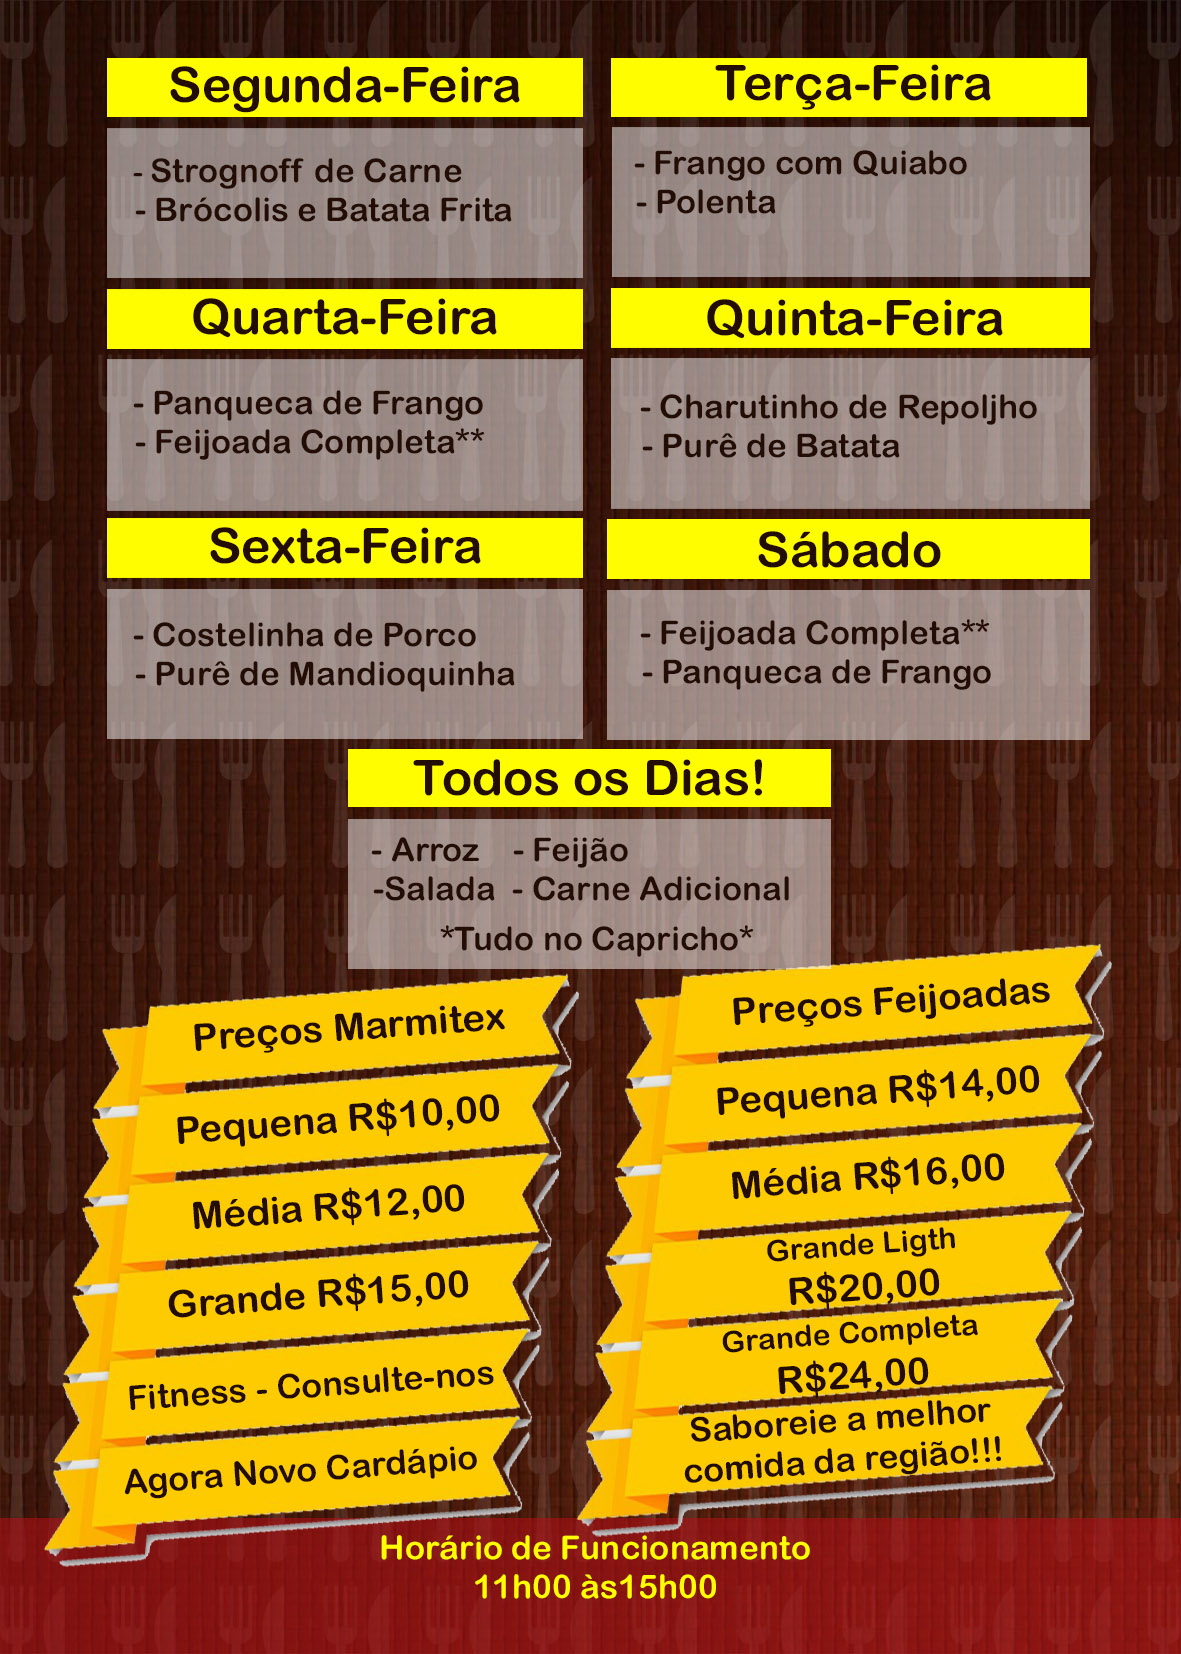 Segunda-Feira
- Strognoff de Carne
- Brócolis e Batata Frita
Terça-Feira
- Frango com Quiabo
- Polenta
Quarta-Feira
- Panqueca de Frango
- Feijoada Completa**
Quinta-Feira
- Charutinho de Repoljho
- Purê de Batata
Sexta-Feira
- Costelinha de Porco
- Purê de Mandioquinha
Sábado
- Feijoada Completa**
- Panqueca de Frango
Todos os Dias!
- Arroz - Feijão
-Salada - Carne Adicional
*Tudo no Capricho*
Preços Marmitex
Pequena R$10,00
Média R$12,00
Grande R$15,00
Fitness - Consulte-nos
Agora Novo Cardápio
Preços Feijoadas
Pequena R$14,00
Média R$16,00
Grande Ligth
R$20,00
Grande Completa
R$24,00
Saboreie a melhor
comida da região!!!
Horário de Funcionamento
11h00 às15h00